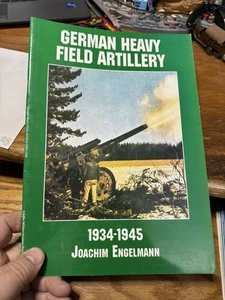 GERMAN HEAVY
FIELD ARTILLERY
1934-1945
JOACHIM ENGELMANN